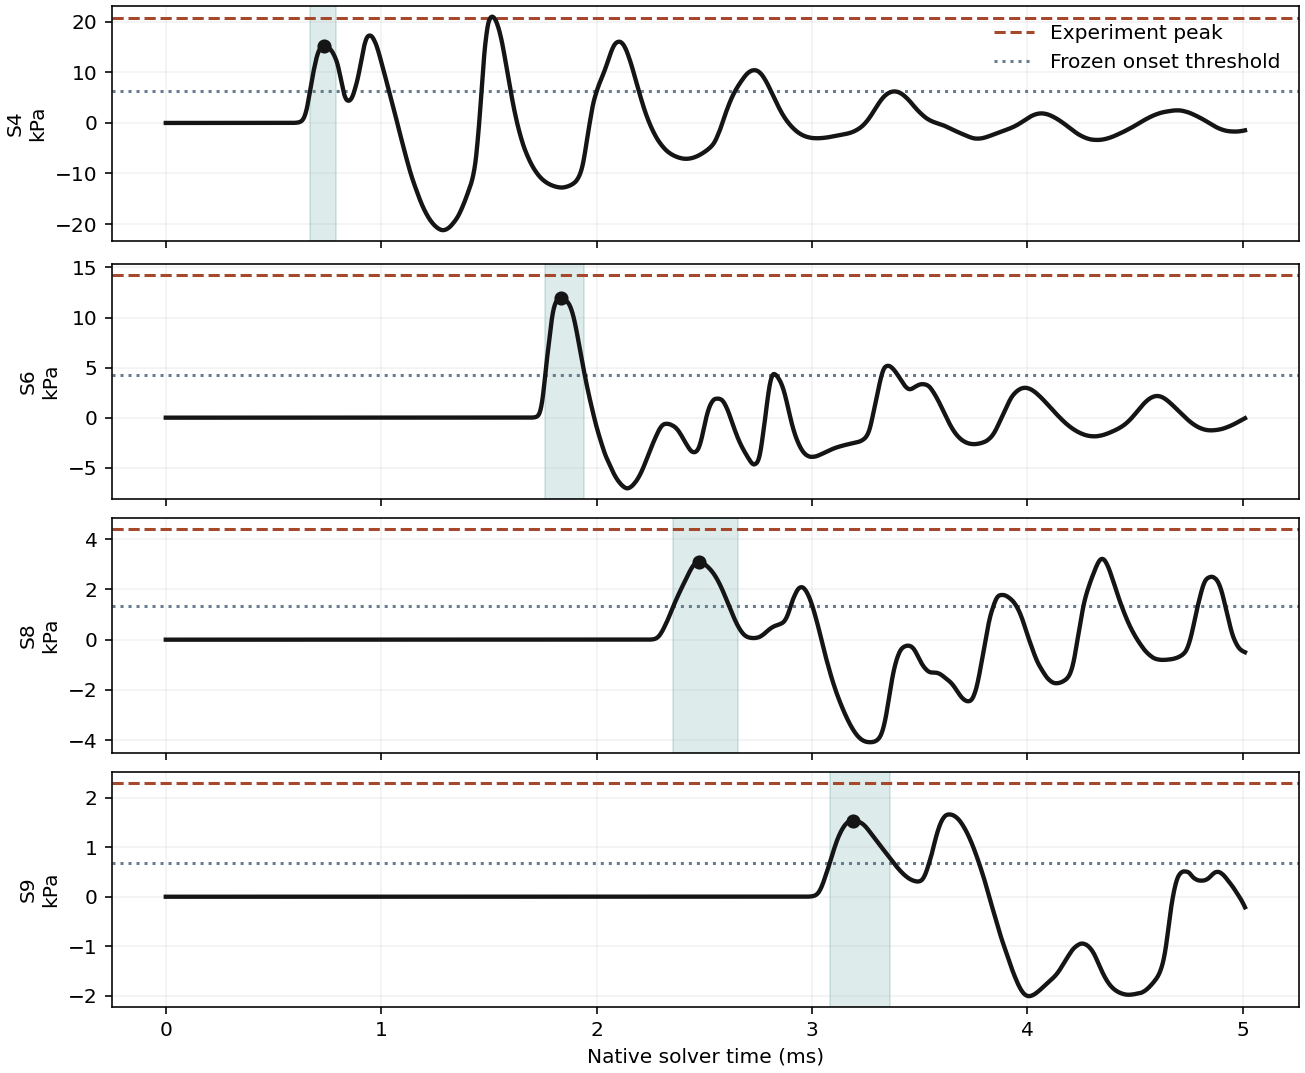 Experiment peak
Frozen onset threshold
S4
kPa
20
10
0
−10
−20
S6
kPa
15
10
5
0
−5
S8
kPa
4
2
0
−2
−4
S9
kPa
2
1
0
−1
−2
0 1 2 3 4 5
Native solver time (ms)